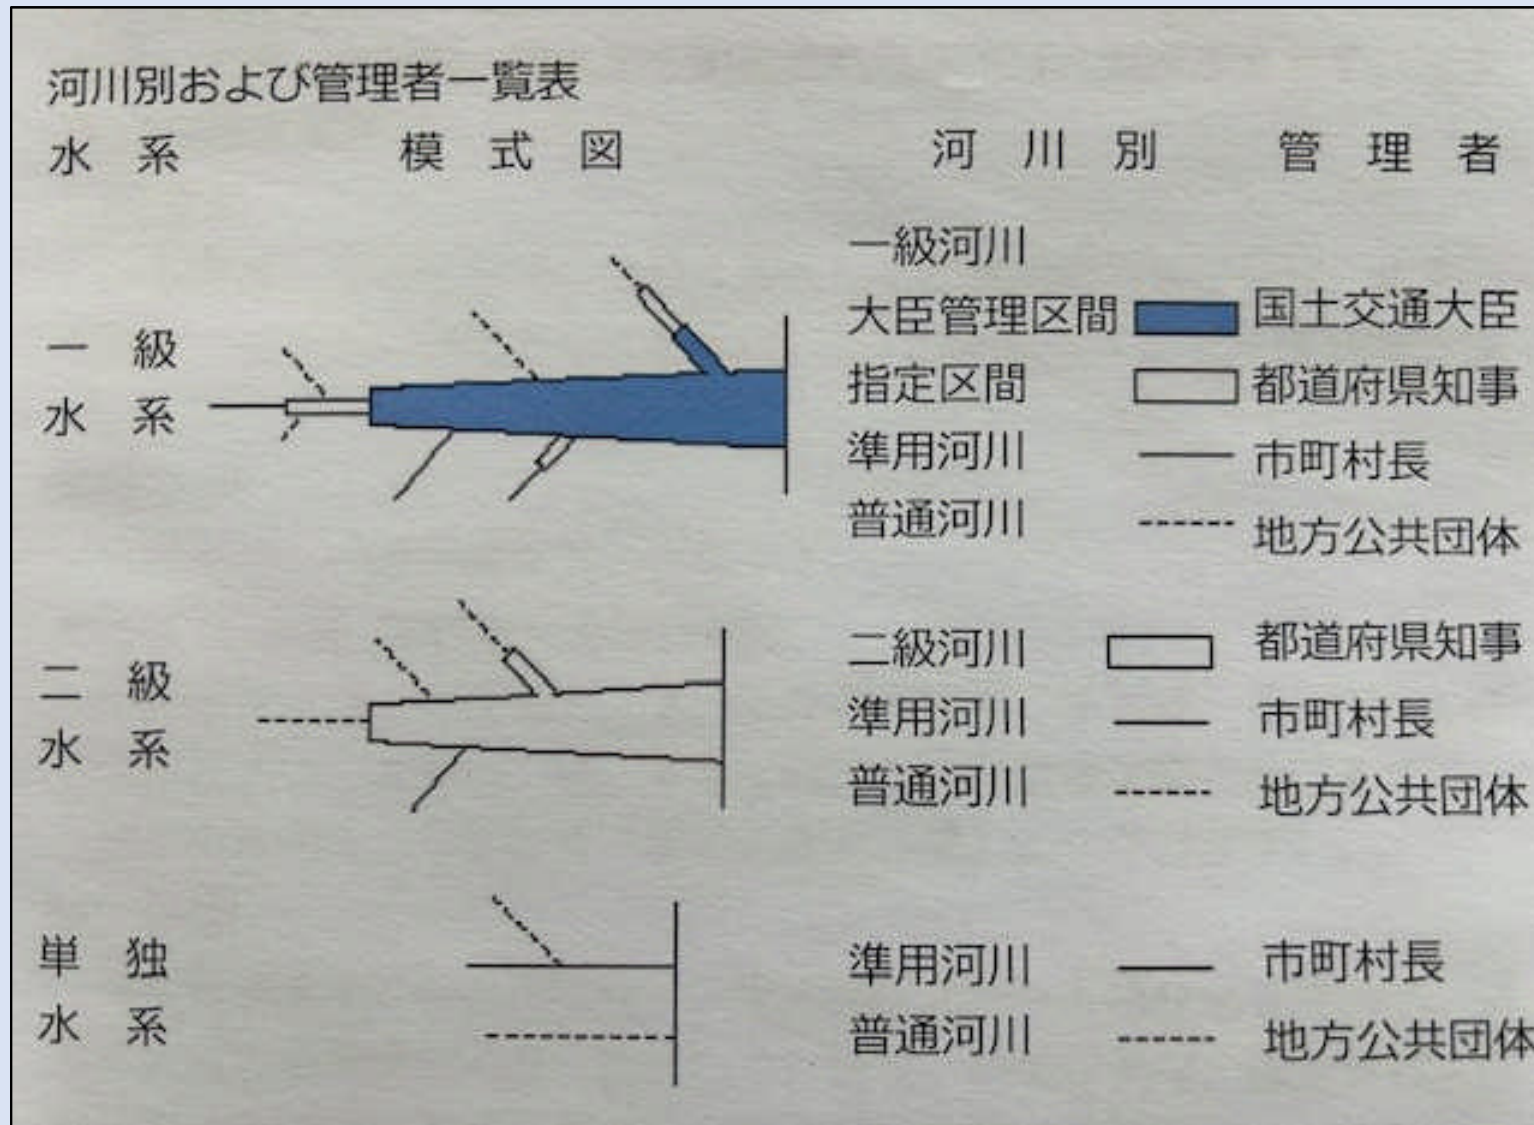 河川別および管理者一覧表
水系 模式図 河川別 管理者
一級
水系
一級河川
大臣管理区間 国土交通大臣
指定区間 都道府県知事
準用河川 市町村長
普通河川 地方公共団体
二級
水系
二級河川 都道府県知事
準用河川 市町村長
普通河川 地方公共団体
単独
水系
準用河川 市町村長
普通河川 地方公共団体